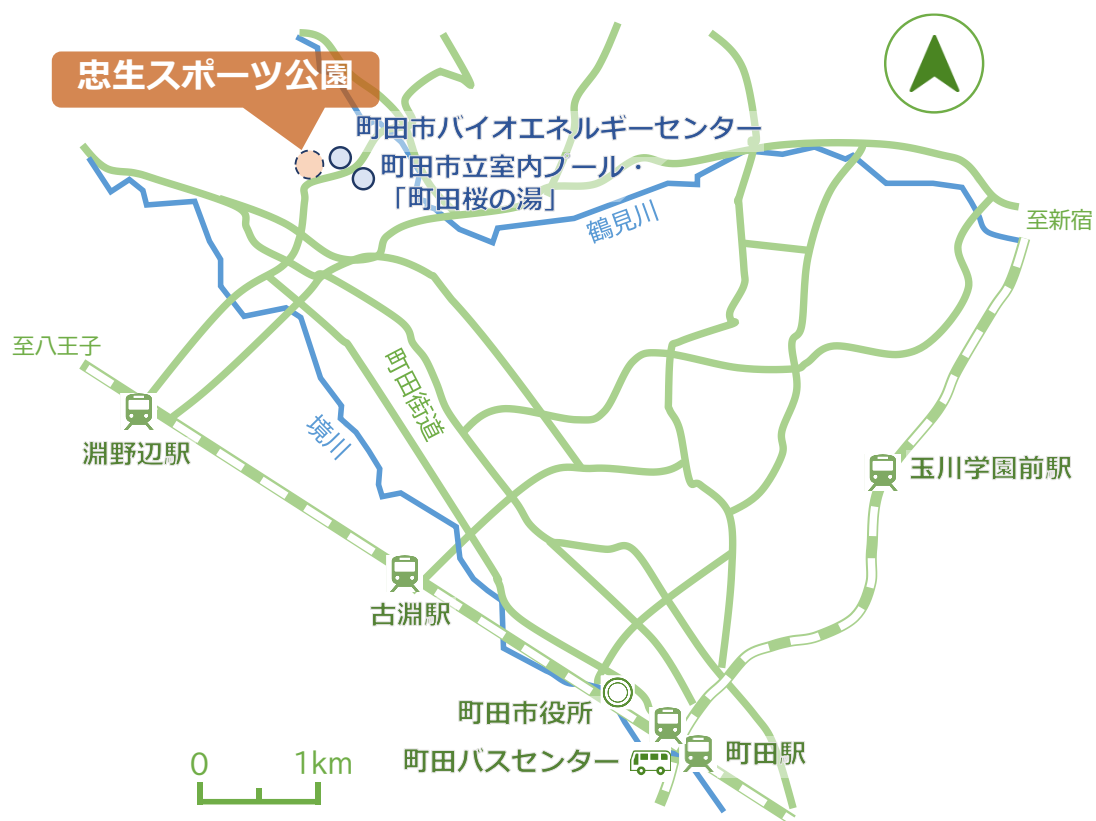 忠生スポーツ公園
町田市バイオエネルギーセンター
町田市立室内プール・
「町田桜の湯」
鶴見川
至新宿
至八王子
町田街道
境川
淵野辺駅
玉川学園前駅
古淵駅
町田市役所
町田バスセンター
町田駅
0 1km